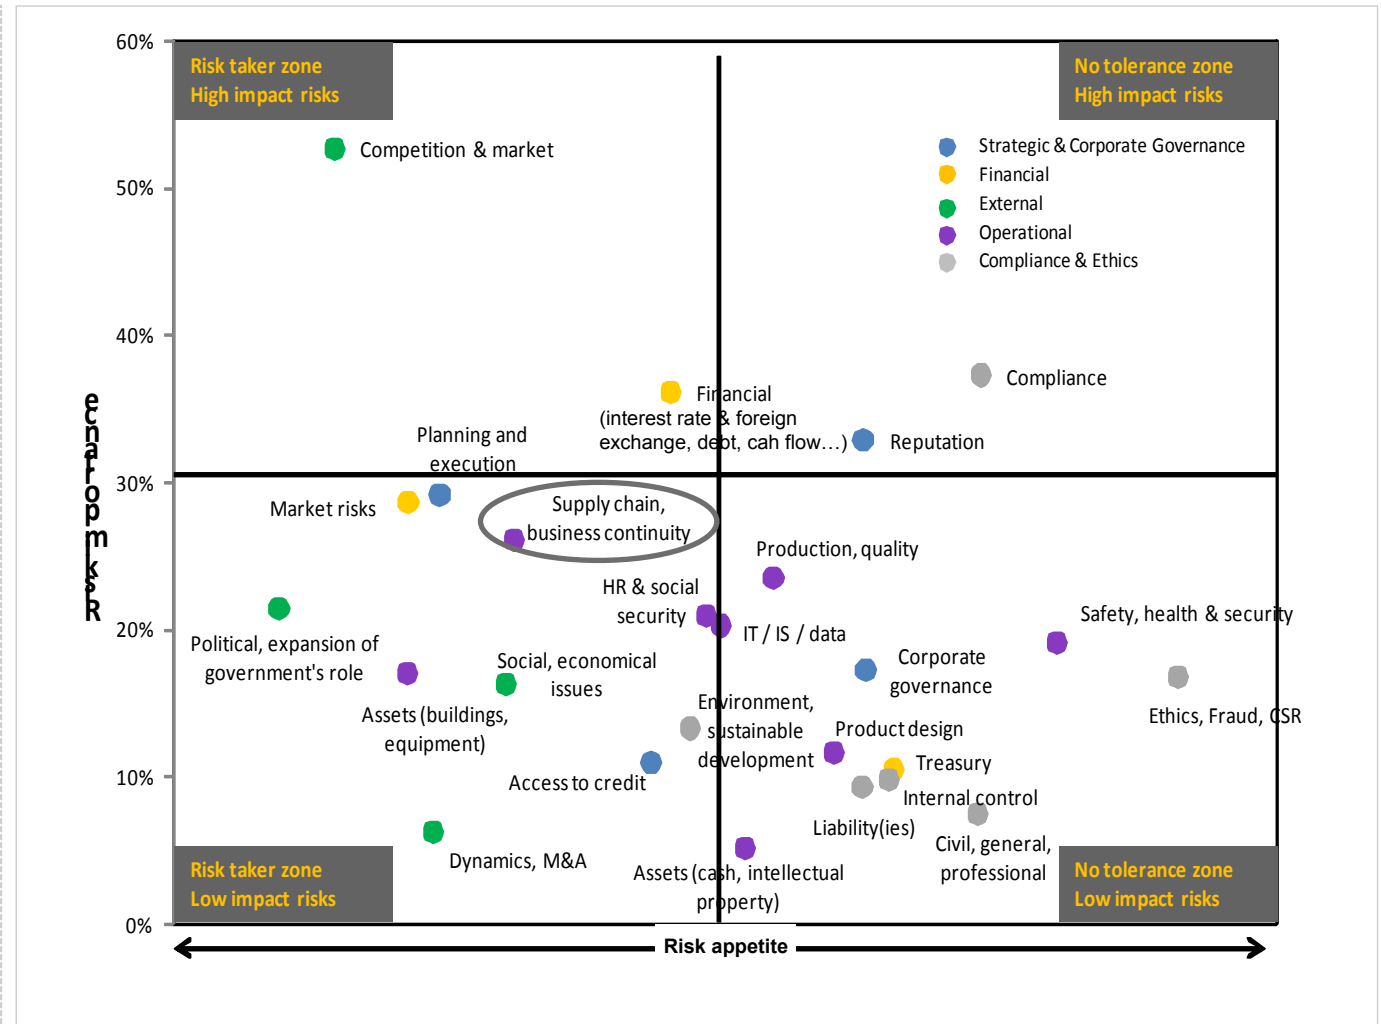 60%
Risk taker zone
High impact risks
No tolerance zone
High impact risks
Competition & market
Strategic & Corporate Governance
Financial
External
Operational
Compliance & Ethics
50%
40%
Compliance
Financial
(interest rate & foreign
exchange, debt, cah flow…)
Reputation
Planning and
execution
30%
Market risks
Supply chain,
business continuity
Risk importance
Production, quality
HR & social
security
IT / IS / data
Safety, health & security
20%
Political, expansion of
government's role
Social, economical
issues
Corporate
governance
Assets (buildings,
equipment)
Environment,
sustainable
development
Ethics, Fraud, CSR
Product design
10%
Access to credit
Treasury
Internal control
Liability(ies)
Civil, general,
professional
Dynamics, M&A
Assets (cash, intellectual
property)
Risk taker zone
Low impact risks
No tolerance zone
Low impact risks
0%
Risk appetite